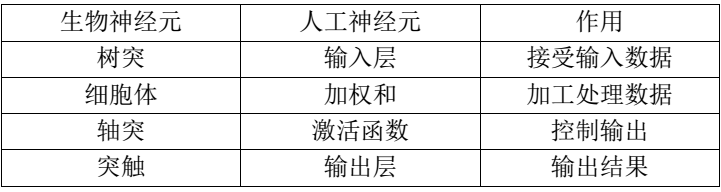 生物神经元 人工神经元 作用
树突 输入层 接受输入数据
细胞体 加权和 加工处理数据
轴突 激活函数 控制输出
突触 输出层 输出结果